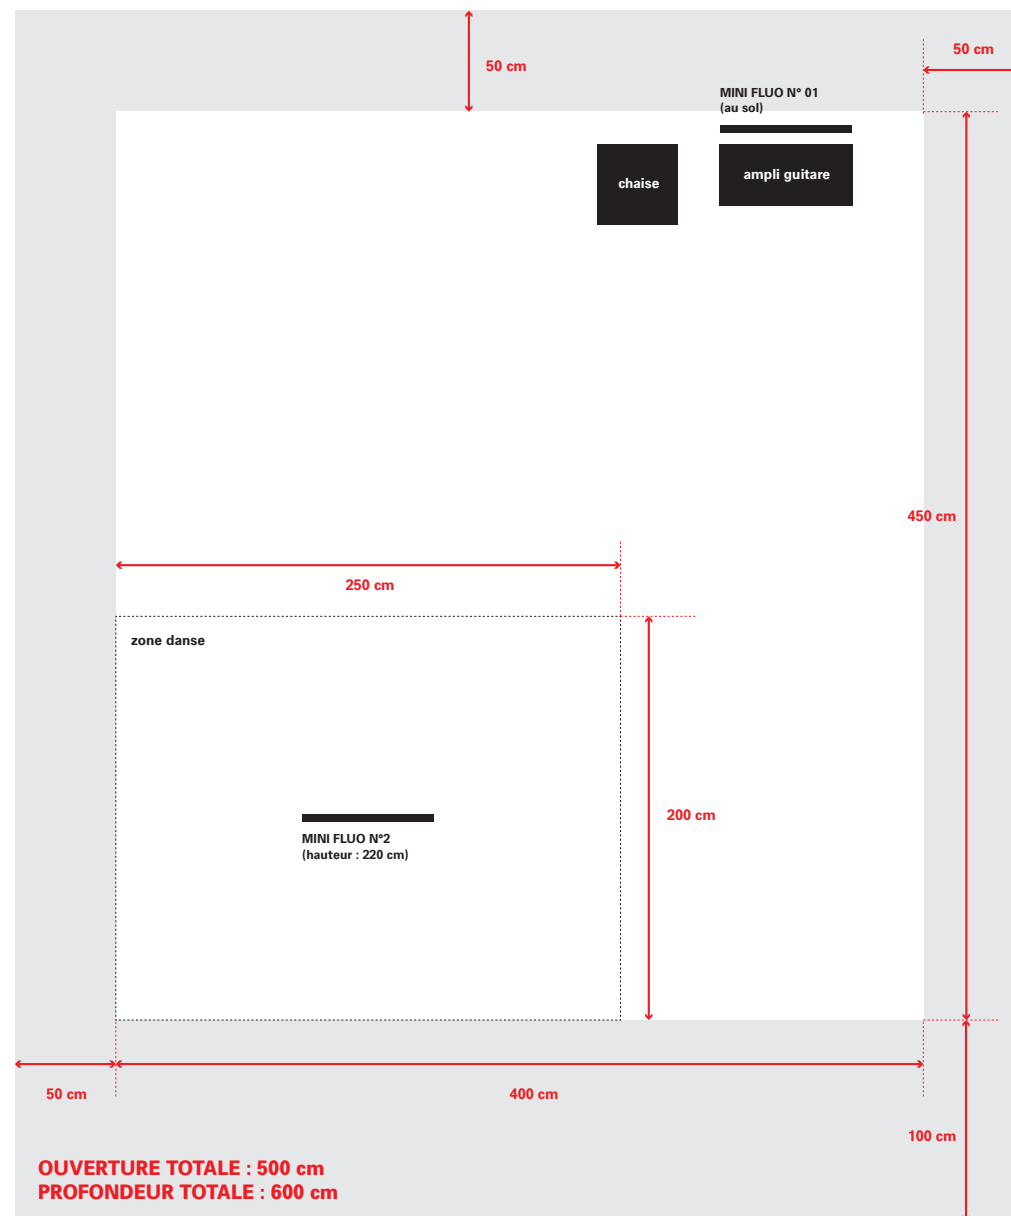 50 cm
50 cm
MINI FLUO N° 01
(au sol)
chaise
ampli guitare
450 cm
250 cm
zone danse
200 cm
MINI FLUO N°2
(hauteur : 220 cm)
50 cm
400 cm
100 cm
OUVERTURE TOTALE : 500 cm
PROFONDEUR TOTALE : 600 cm